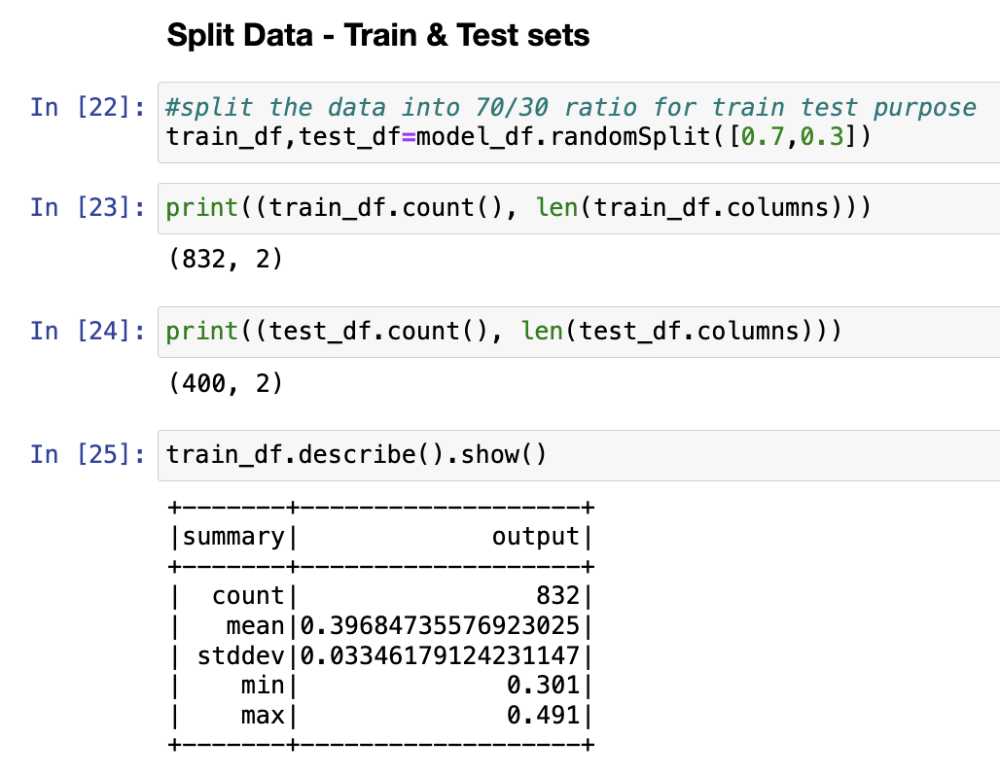 Split Data - Train & Test sets
In [22]: #split the data into 70/30 ratio for train test purpose
train_df,test_df=model_df.randomSplit([0.7,0.3])
In [23]: print((train_df.count(), len(train_df.columns)))
(832, 2)
In [24]: print((test_df.count(), len(test_df.columns)))
(400, 2)
In [25]: train_df.describe().show()
+-------+-------------------+
|summary|             output|
+-------+-------------------+
|  count|                832|
|   mean|0.39684735576923025|
| stddev|0.03346179124231147|
|    min|              0.301|
|    max|              0.491|
+-------+-------------------+